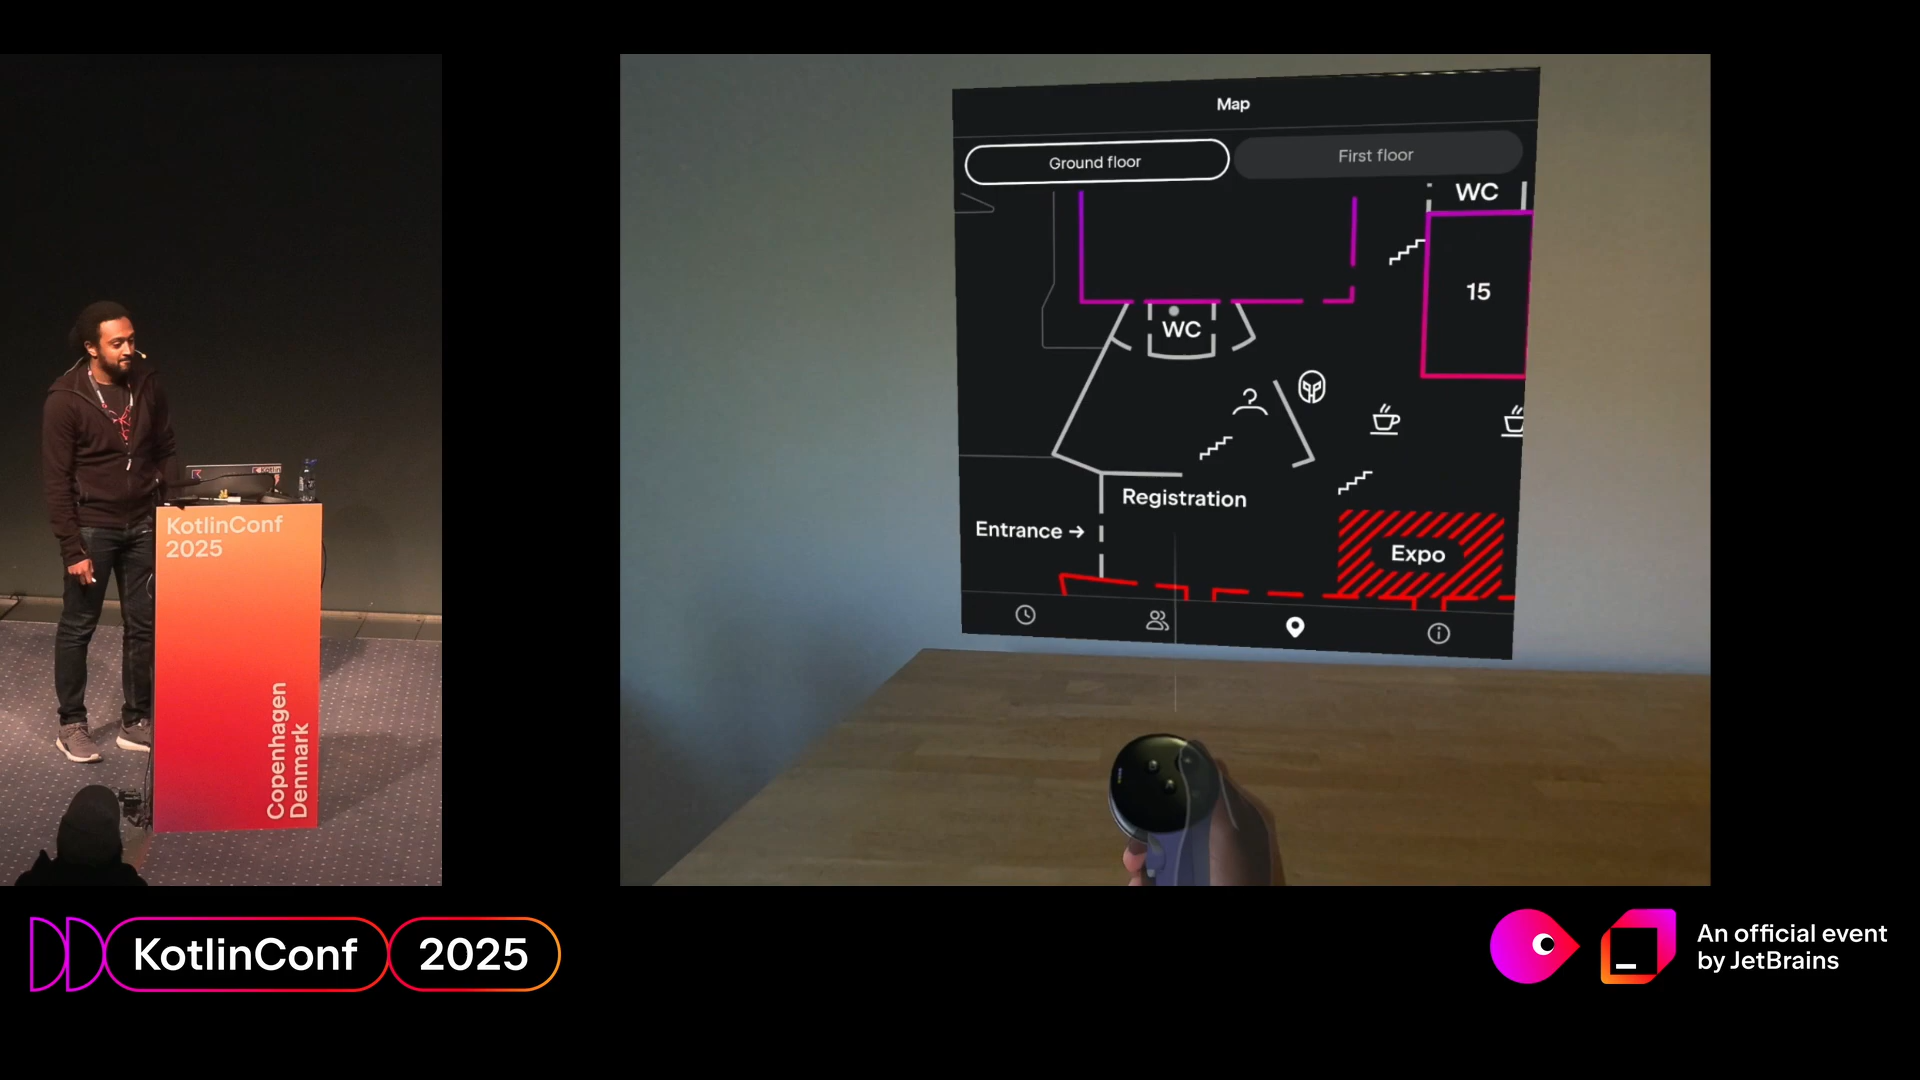 Map
Ground floor
First floor
WC
15
WC
Registration
Entrance →
Expo
KotlinConf
2025
Copenhagen
Denmark
Kotlin
KotlinConf 2025
An official event
by JetBrains